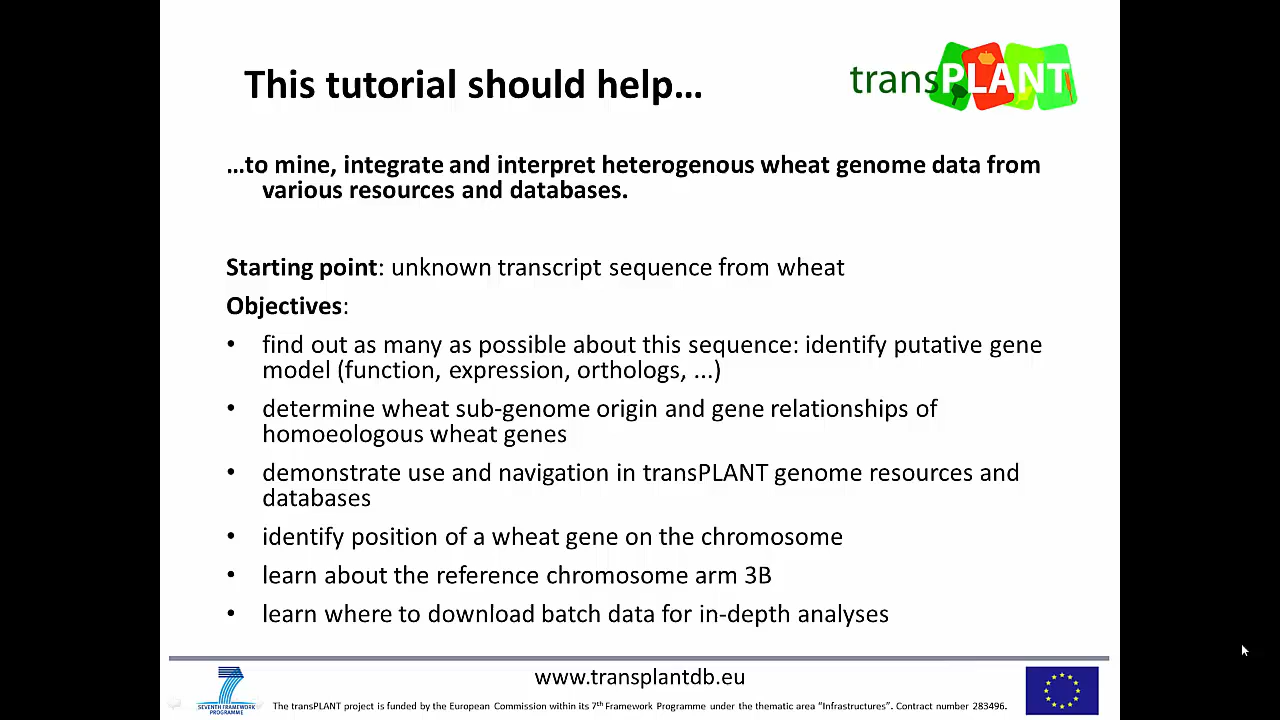 This tutorial should help...
transPLANT
...to mine, integrate and interpret heterogenous wheat genome data from
various resources and databases.
Starting point: unknown transcript sequence from wheat
Objectives:
• find out as many as possible about this sequence: identify putative gene
model (function, expression, orthologs, ...)
• determine wheat sub-genome origin and gene relationships of
homoeologous wheat genes
• demonstrate use and navigation in transPLANT genome resources and
databases
• identify position of a wheat gene on the chromosome
• learn about the reference chromosome arm 3B
• learn where to download batch data for in-depth analyses
SEVENTH FRAMEWORK
PROGRAMME
www.transplantdb.eu
The transPLANT project is funded by the European Commission within its 7th Framework Programme under the thematic area “Infrastructures”. Contract number 283496.